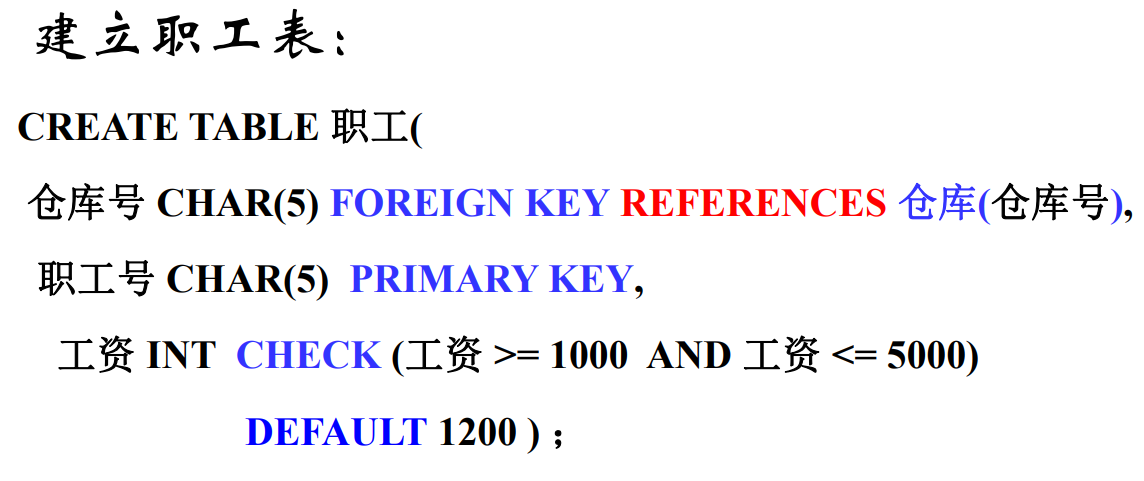 建立职工表：
CREATE TABLE 职工(
仓库号 CHAR(5) FOREIGN KEY REFERENCES 仓库(仓库号),
职工号 CHAR(5) PRIMARY KEY,
工资 INT CHECK (工资 >= 1000 AND 工资 <= 5000)
DEFAULT 1200 ) ；